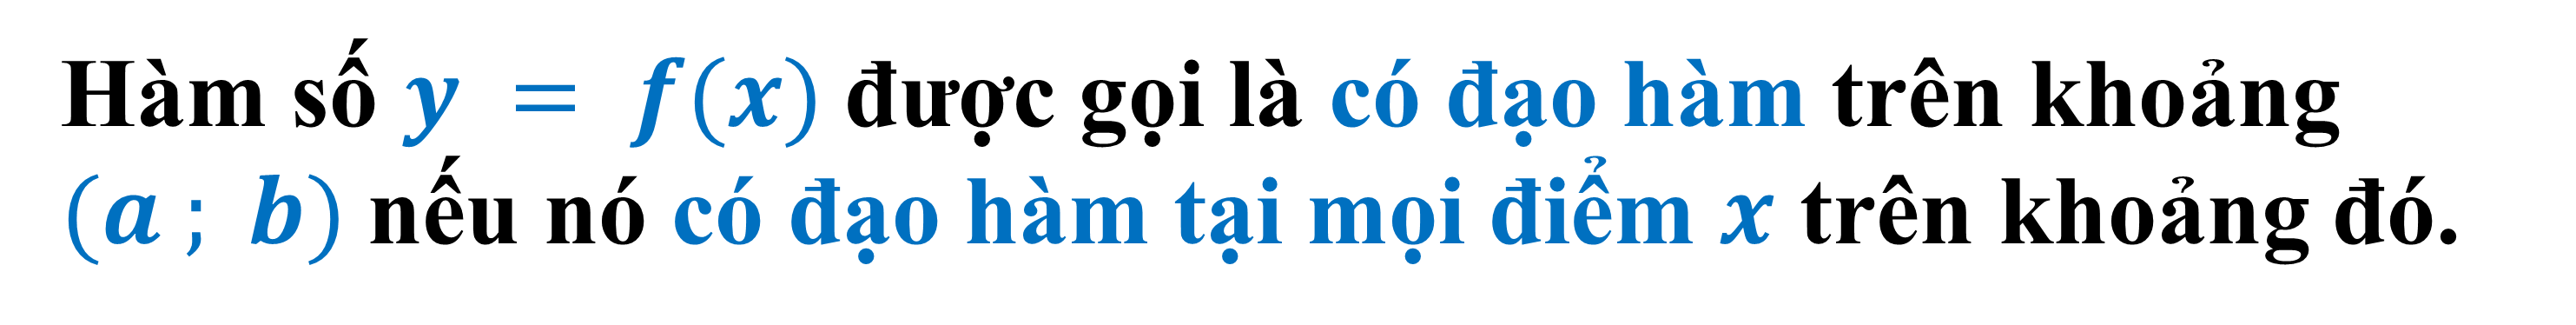 Hàm số y = f(x) được gọi là có đạo hàm trên khoảng
(a ; b) nếu nó có đạo hàm tại mọi điểm x trên khoảng đó.